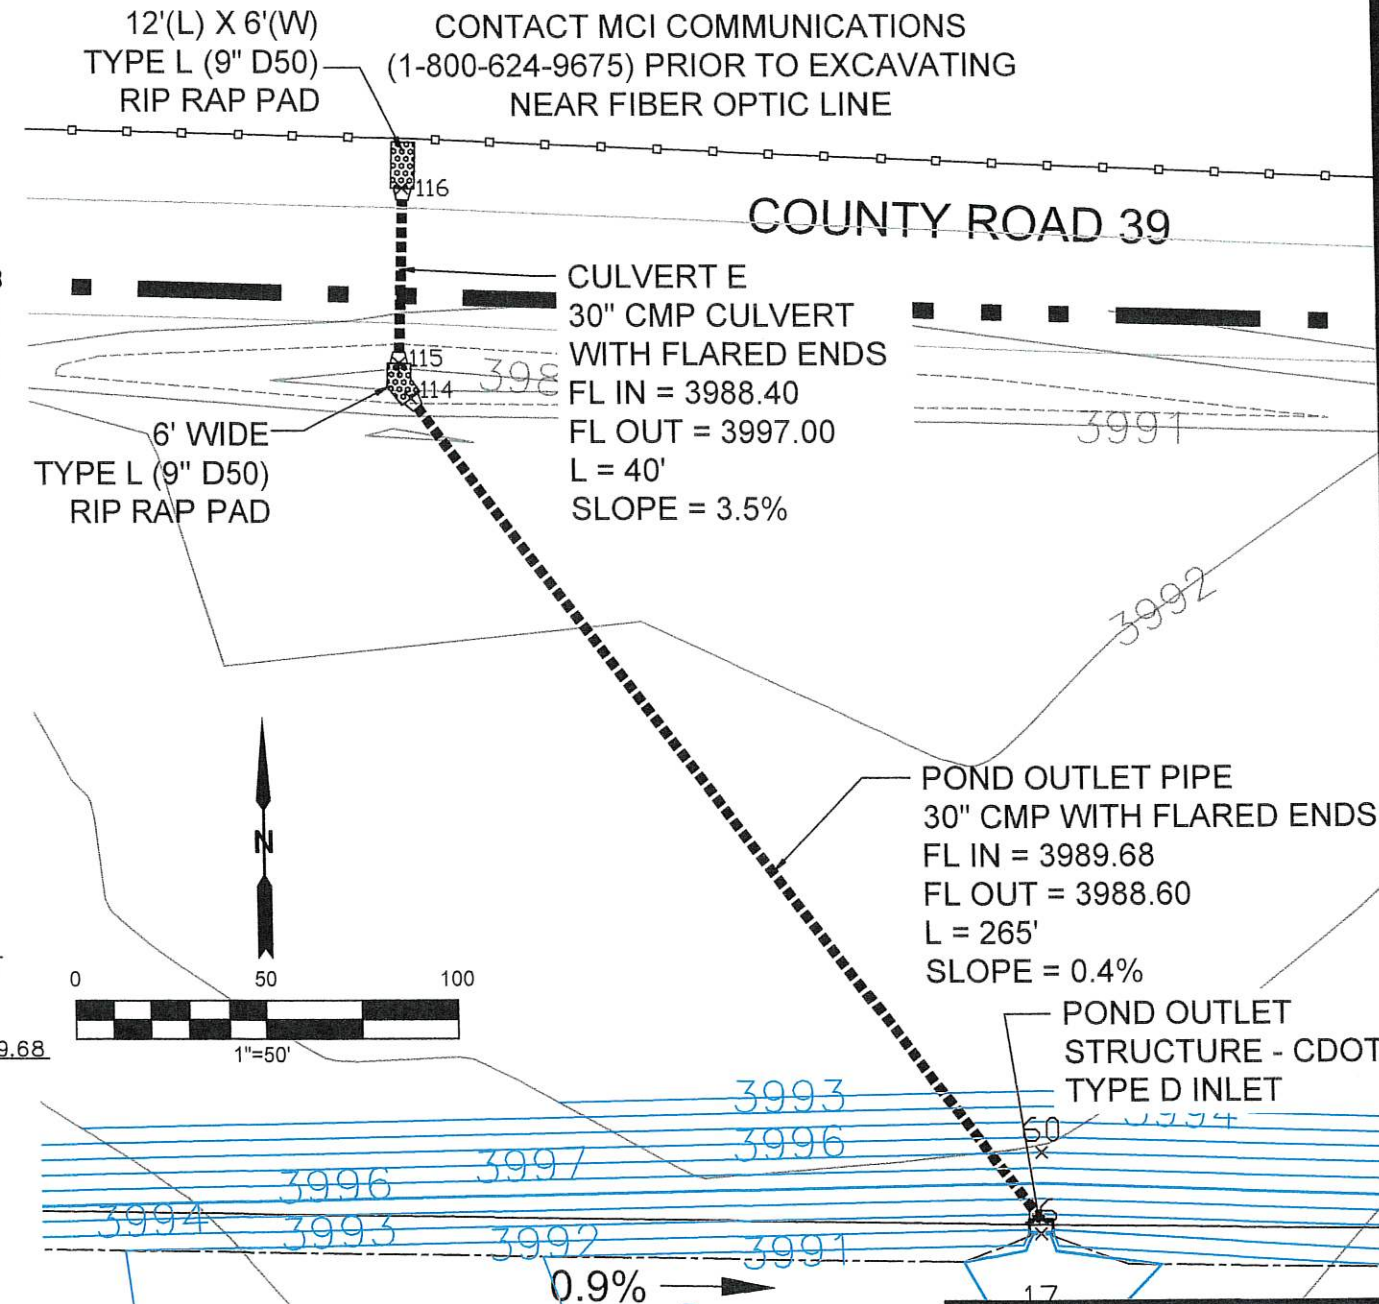 12'(L) X 6'(W)
TYPE L (9" D50)
RIP RAP PAD
CONTACT MCI COMMUNICATIONS
(1-800-624-9675) PRIOR TO EXCAVATING
NEAR FIBER OPTIC LINE
116
COUNTY ROAD 39
CULVERT E
30" CMP CULVERT
WITH FLARED ENDS
FL IN = 3988.40
FL OUT = 3997.00
L = 40'
SLOPE = 3.5%
115
114
3991
6' WIDE
TYPE L (9" D50)
RIP RAP PAD
3992
N
0 50 100
1"=50'
POND OUTLET PIPE
30" CMP WITH FLARED ENDS
FL IN = 3989.68
FL OUT = 3988.60
L = 265'
SLOPE = 0.4%
POND OUTLET
STRUCTURE - CDOT
TYPE D INLET
9.68
3993
3994
60
3996
3997
3996
3994
3993
3992
3991
0.9%
17